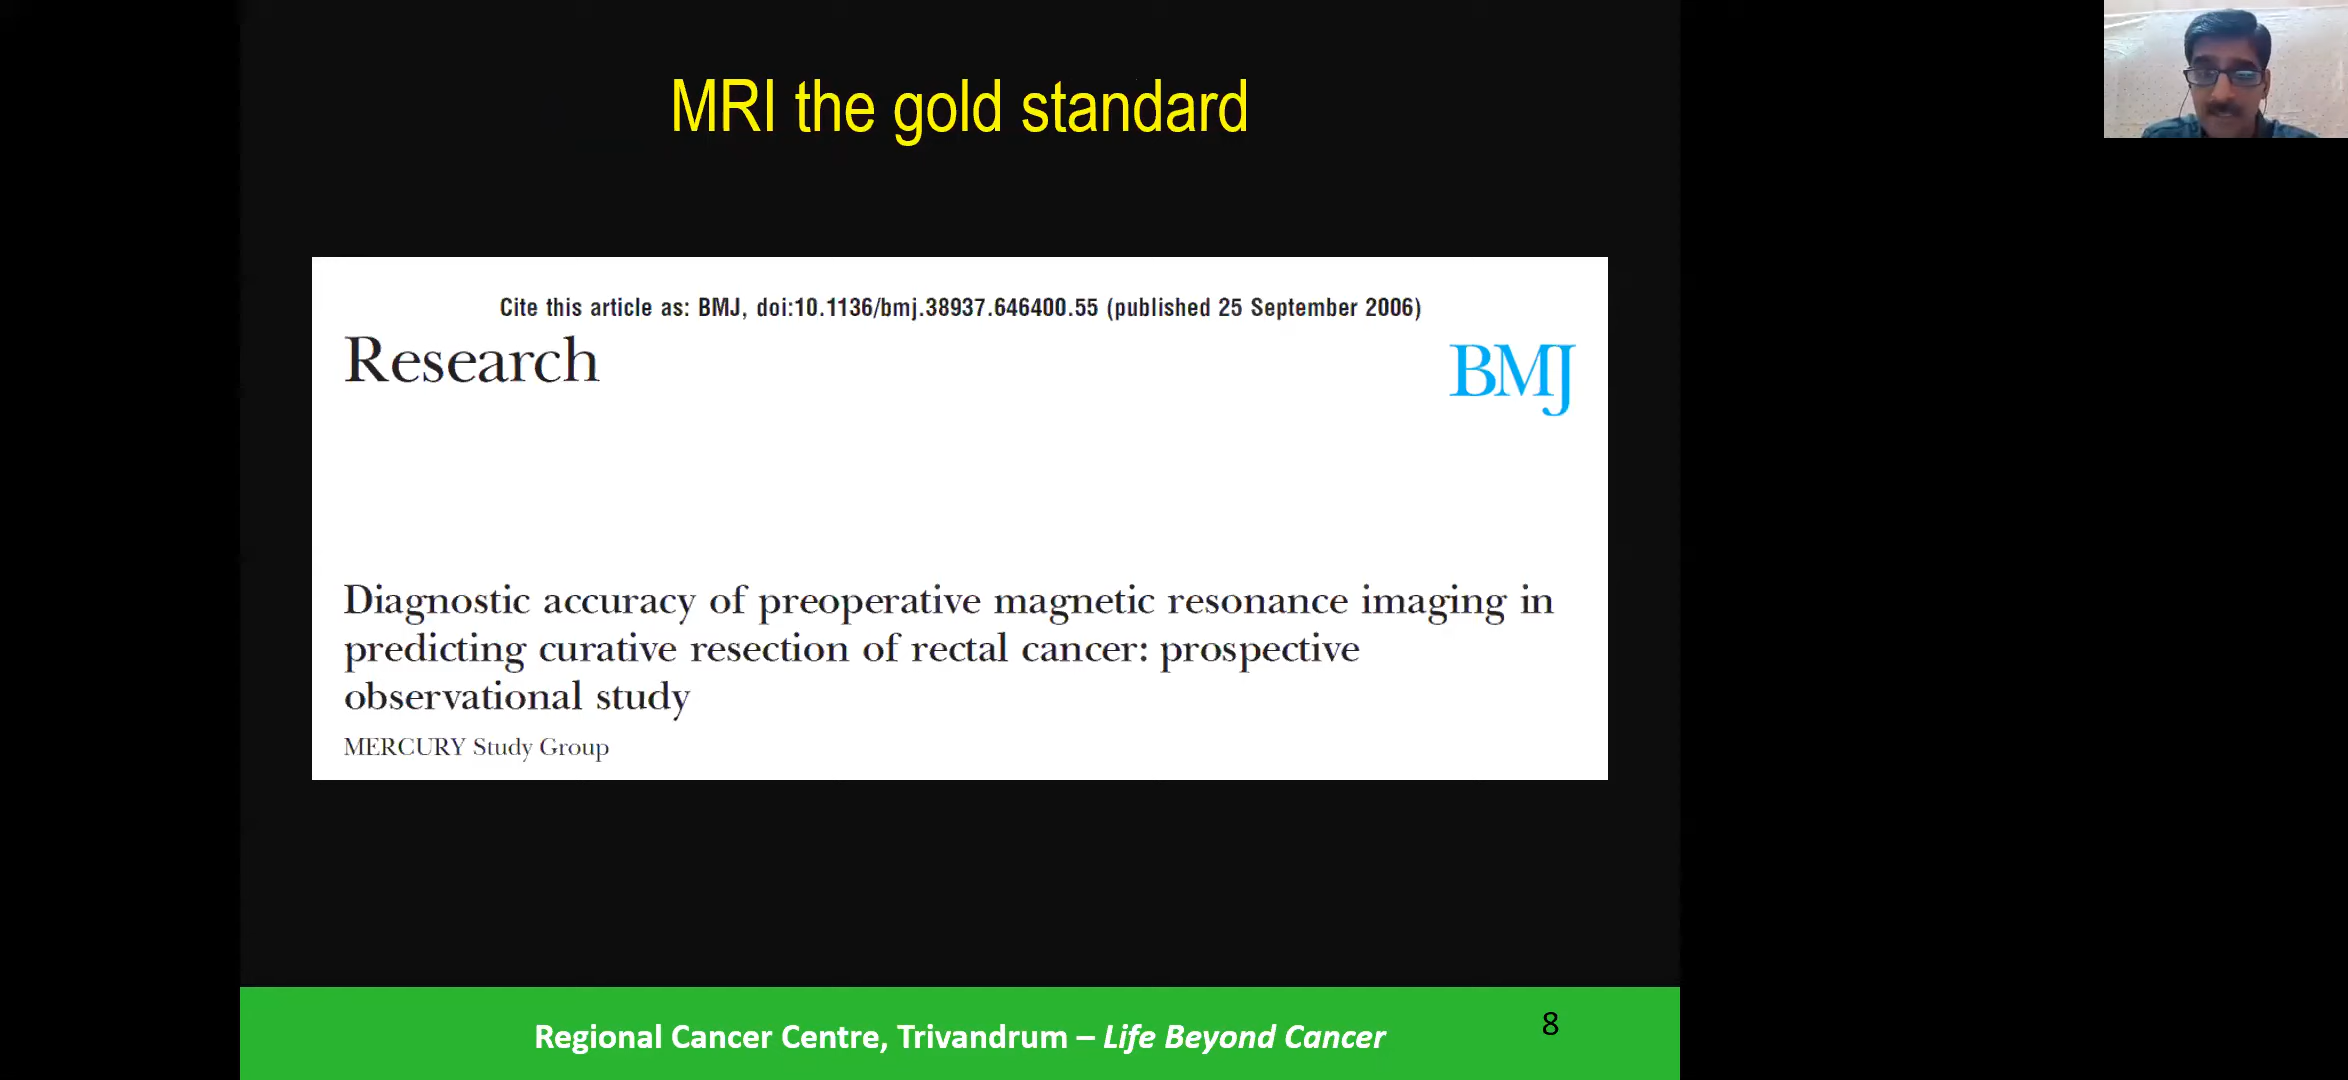 MRI the gold standard
Cite this article as: BMJ, doi:10.1136/bmj.38937.646400.55 (published 25 September 2006)
Research
BMJ
Diagnostic accuracy of preoperative magnetic resonance imaging in
predicting curative resection of rectal cancer: prospective
observational study
MERCURY Study Group
Regional Cancer Centre, Trivandrum – Life Beyond Cancer
8